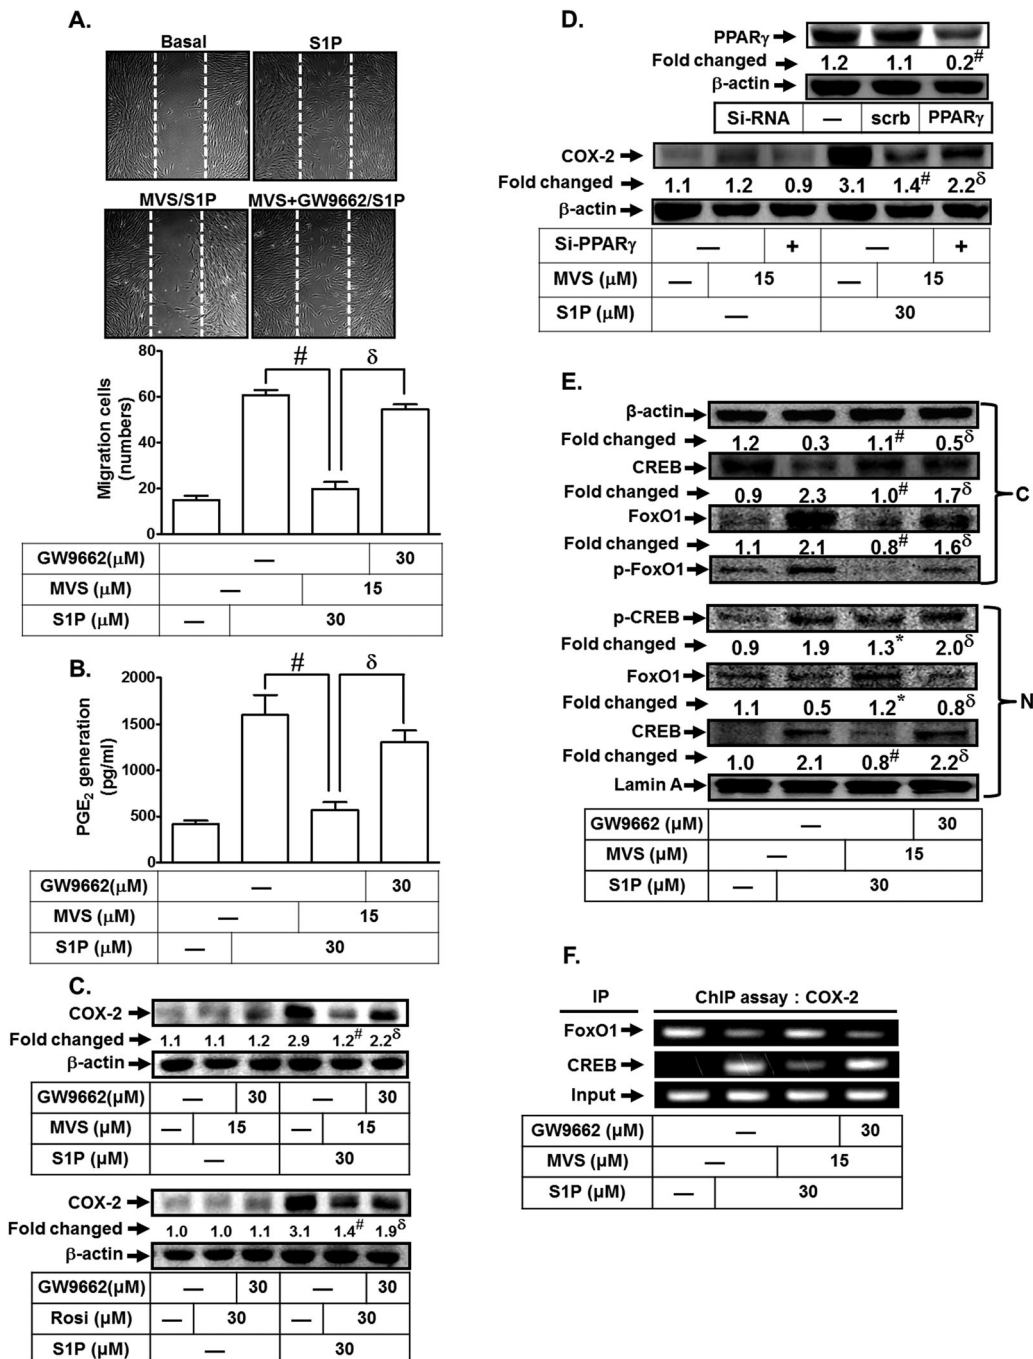 A.
Basal S1P
MVS/S1P MVS+GW9662/S1P
Migration cells
(numbers)
80
60
40
20
0
# δ
GW9662(µM) — 30
MVS (µM) — 15
S1P (µM) — 30
B.
PGE2 generation
(pg/ml)
2000
1500
1000
500
0
# δ
GW9662(µM) — 30
MVS (µM) — 15
S1P (µM) — 30
C.
COX-2
Fold changed 1.1 1.1 1.2 2.9 1.2# 2.2δ
β-actin
GW9662(µM) — 30 — 30
MVS (µM) — 15 — 15
S1P (µM) — 30
COX-2
Fold changed 1.0 1.0 1.1 3.1 1.4# 1.9δ
β-actin
GW9662(µM) — 30 — 30
Rosi (µM) — 30 — 30
S1P (µM) — 30
D.
PPARγ
Fold changed 1.2 1.1 0.2#
β-actin
Si-RNA — scrb PPARγ
COX-2
Fold changed 1.1 1.2 0.9 3.1 1.4# 2.2δ
β-actin
Si-PPARγ — + — +
MVS (µM) — 15 — 15
S1P (µM) — 30
E.
β-actin
Fold changed 1.2 0.3 1.1# 0.5δ
CREB
Fold changed 0.9 2.3 1.0# 1.7δ
FoxO1
Fold changed 1.1 2.1 0.8# 1.6δ
p-FoxO1
C
p-CREB
Fold changed 0.9 1.9 1.3* 2.0δ
FoxO1
Fold changed 1.1 0.5 1.2* 0.8δ
CREB
Fold changed 1.0 2.1 0.8# 2.2δ
Lamin A
N
GW9662 (µM) — 30
MVS (µM) — 15
S1P (µM) — 30
F.
IP ChIP assay : COX-2
FoxO1
CREB
Input
GW9662 (µM) — 30
MVS (µM) — 15
S1P (µM) — 30